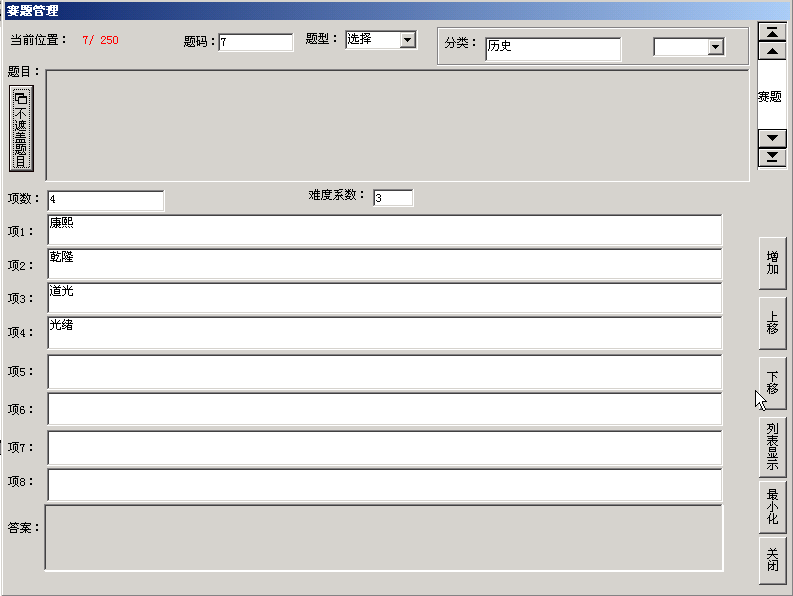 赛题管理
当前位置： 7/ 250
题码： 7
题型： 选择
分类： 历史
题目：
不遮盖题目
赛题
项数： 4
难度系数： 3
项1： 康熙
项2： 乾隆
项3： 道光
项4： 光绪
项5：
项6：
项7：
项8：
答案：
增加
上移
下移
列表显示
最小化
关闭